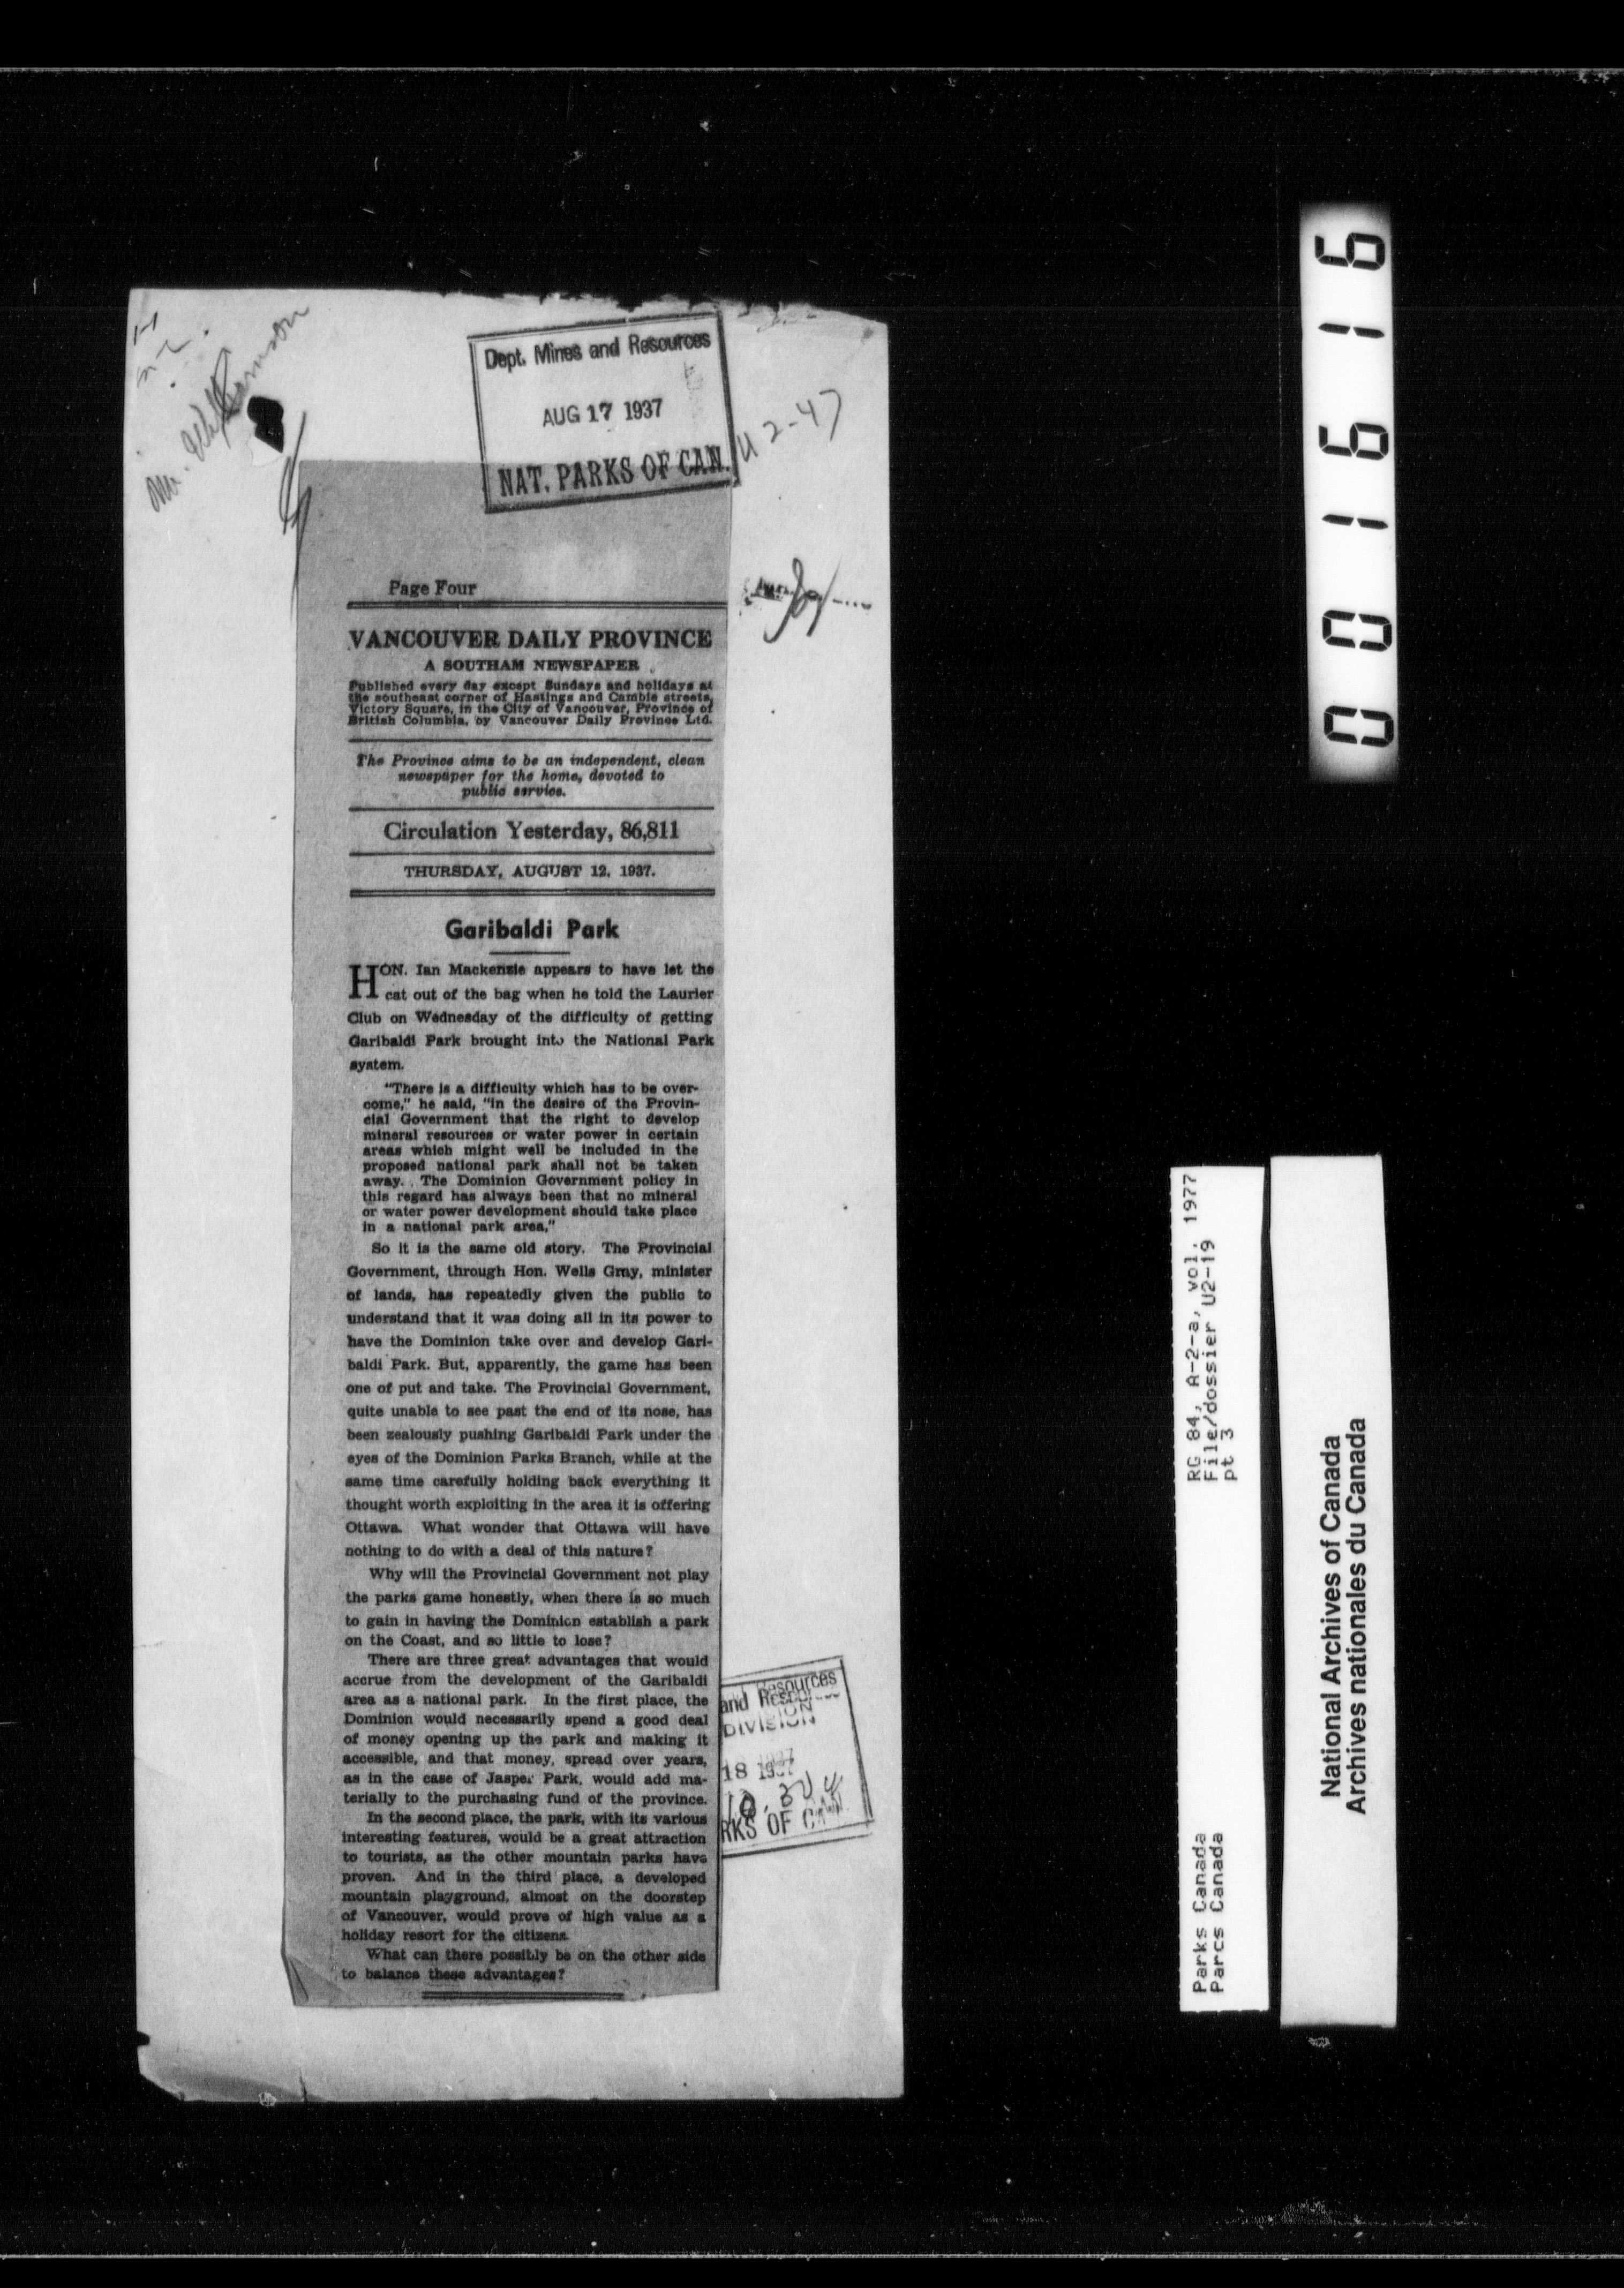 Dept. Mines and Resources
AUG 17 1937
NAT. PARKS OF CAN.
U 2-47
Page Four
VANCOUVER DAILY PROVINCE
A SOUTHAM NEWSPAPER
Published every day except Sundays and holidays at
the southeast corner of Hastings and Cambie streets,
Victory Square, in the City of Vancouver, Province of
British Columbia, by Vancouver Daily Province Ltd.
The Province aims to be an independent, clean
newspaper for the home, devoted to
public service.
Circulation Yesterday, 86,811
THURSDAY, AUGUST 12, 1937.
Garibaldi Park
HON. Ian Mackenzie appears to have let the
cat out of the bag when he told the Laurier
Club on Wednesday of the difficulty of getting
Garibaldi Park brought into the National Park
system.
"There is a difficulty which has to be over-
come," he said, "in the desire of the Provin-
cial Government that the right to develop
mineral resources or water power in certain
areas which might well be included in the
proposed national park shall not be taken
away. The Dominion Government policy in
this regard has always been that no mineral
or water power development should take place
in a national park area."
So it is the same old story. The Provincial
Government, through Hon. Wells Gray, minister
of lands, has repeatedly given the public to
understand that it was doing all in its power to
have the Dominion take over and develop Gari-
baldi Park. But, apparently, the game has been
one of put and take. The Provincial Government,
quite unable to see past the end of its nose, has
been zealously pushing Garibaldi Park under the
eyes of the Dominion Parks Branch, while at the
same time carefully holding back everything it
thought worth exploiting in the area it is offering
Ottawa. What wonder that Ottawa will have
nothing to do with a deal of this nature?
Why will the Provincial Government not play
the parks game honestly, when there is so much
to gain in having the Dominion establish a park
on the Coast, and so little to lose?
There are three great advantages that would
accrue from the development of the Garibaldi
area as a national park. In the first place, the
Dominion would necessarily spend a good deal
of money opening up the park and making it
accessible, and that money, spread over years,
as in the case of Jasper Park, would add ma-
terially to the purchasing fund of the province.
In the second place, the park, with its various
interesting features, would be a great attraction
to tourists, as the other mountain parks have
proven. And in the third place, a developed
mountain playground, almost on the doorstep
of Vancouver, would prove of high value as a
holiday resort for the citizens.
What can there possibly be on the other side
to balance these advantages?
and Resources
DIVISION
18 1937
RKS OF CAN.
001616
RG 84, A-2-a, vol. 1977
File/dossier U2-19
pt 3
Parks Canada
Parcs Canada
National Archives of Canada
Archives nationales du Canada